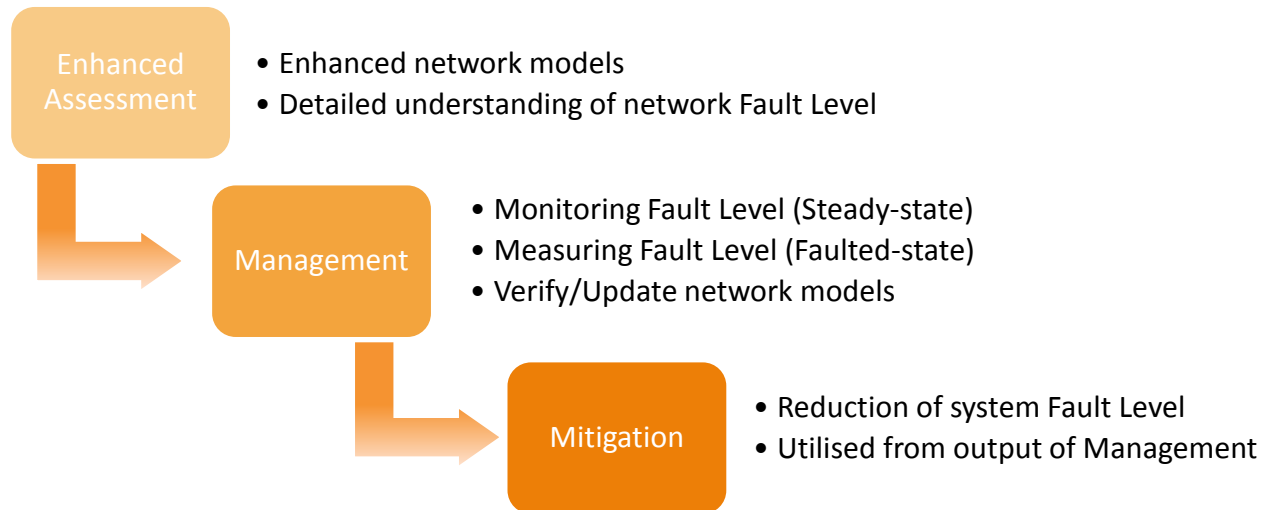 Enhanced
Assessment
• Enhanced network models
• Detailed understanding of network Fault Level
Management
• Monitoring Fault Level (Steady-state)
• Measuring Fault Level (Faulted-state)
• Verify/Update network models
Mitigation
• Reduction of system Fault Level
• Utilised from output of Management